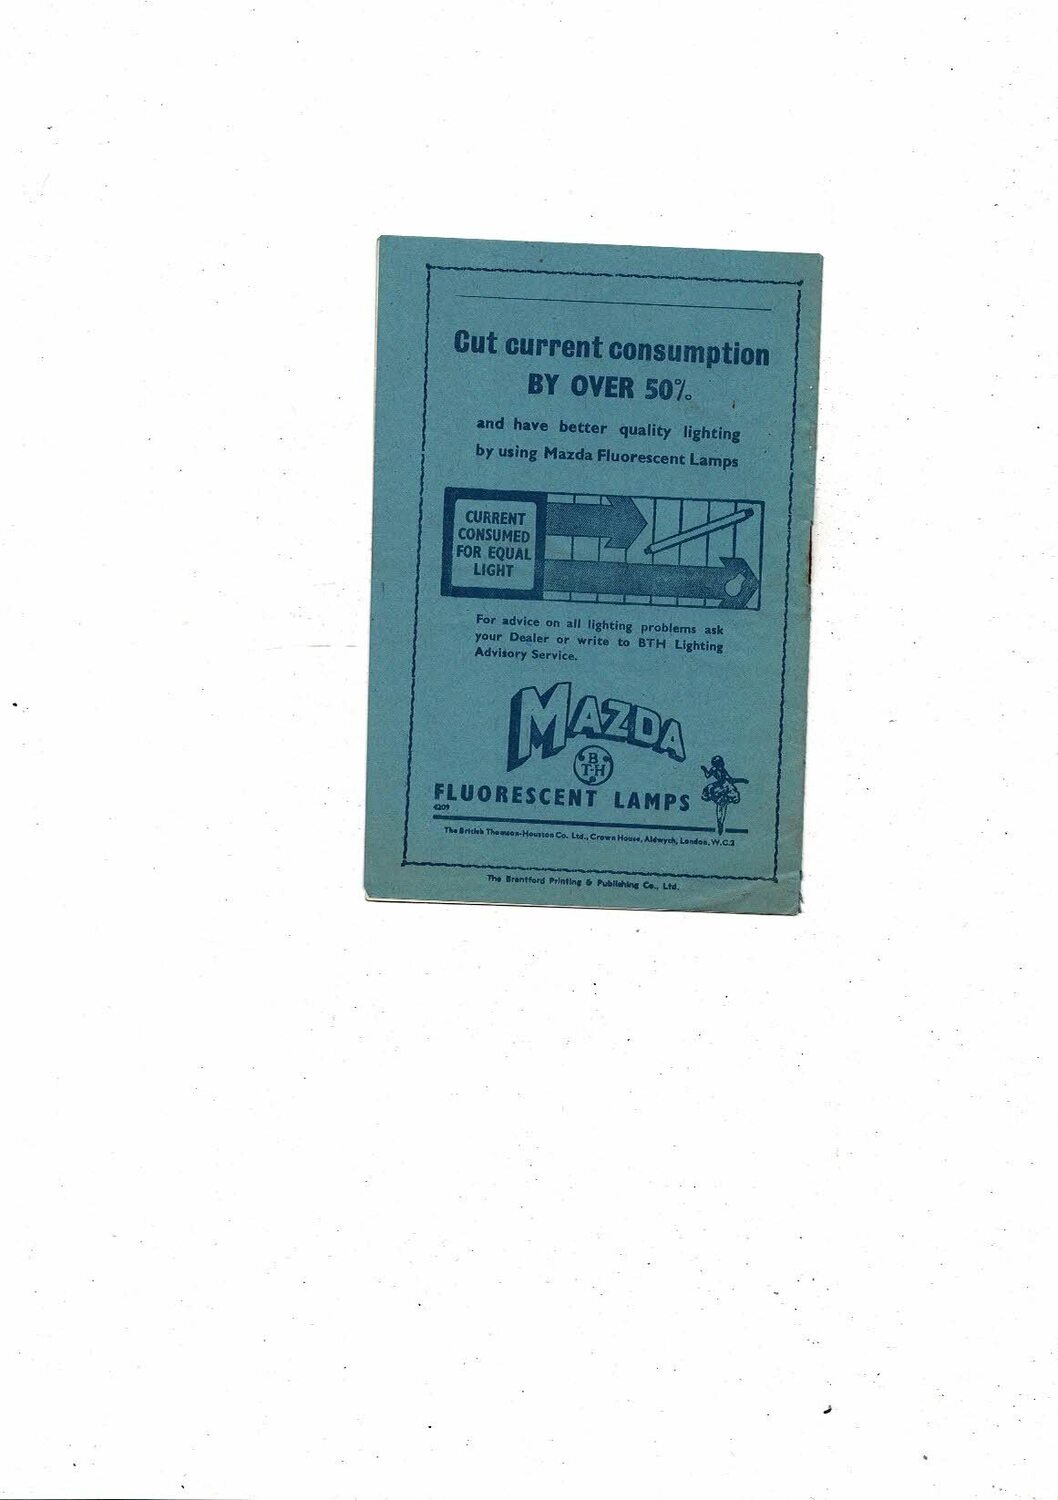 Cut current consumption
BY OVER 50%
and have better quality lighting
by using Mazda Fluorescent Lamps
CURRENT
CONSUMED
FOR EQUAL
LIGHT
For advice on all lighting problems ask
your Dealer or write to BTH Lighting
Advisory Service.
MAZDA
B
T-H
FLUORESCENT LAMPS
4209
The British Thomson-Houston Co. Ltd., Crown House, Aldwych, London, W.C.2
The Brentford Printing & Publishing Co., Ltd.